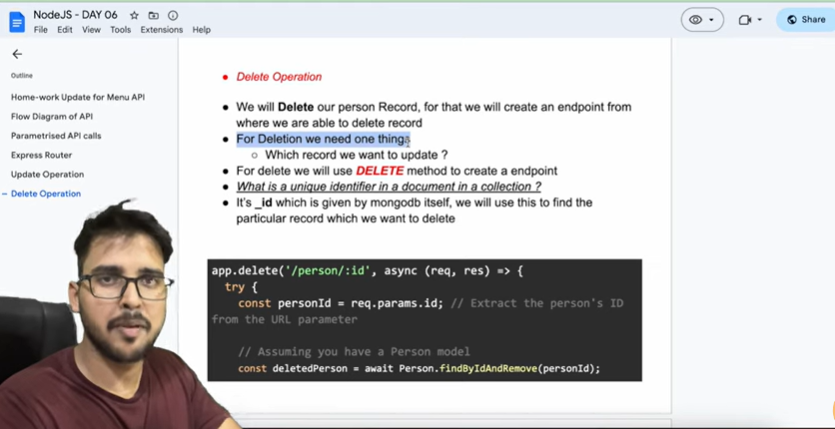 NodeJS - DAY 06
File Edit View Tools Extensions Help
Share
Outline
Home-work Update for Menu API
Flow Diagram of API
Parametrised API calls
Express Router
Update Operation
Delete Operation
Delete Operation
We will Delete our person Record, for that we will create an endpoint from
where we are able to delete record
For Deletion we need one thing
Which record we want to update ?
For delete we will use DELETE method to create a endpoint
What is a unique identifier in a document in a collection ?
It's _id which is given by mongodb itself, we will use this to find the
particular record which we want to delete
app.delete('/person/:id', async (req, res) => {
try {
const personId = req.params.id; // Extract the person's ID
from the URL parameter
// Assuming you have a Person model
const deletedPerson = await Person.findByIdAndRemove(personId);